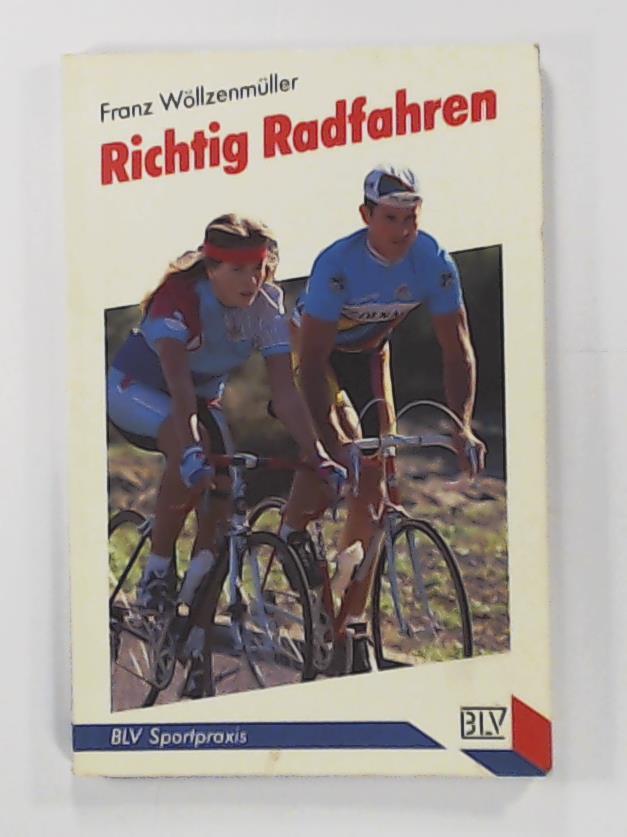 Franz Wöllzenmüller
Richtig Radfahren
BLV Sportpraxis
BLV